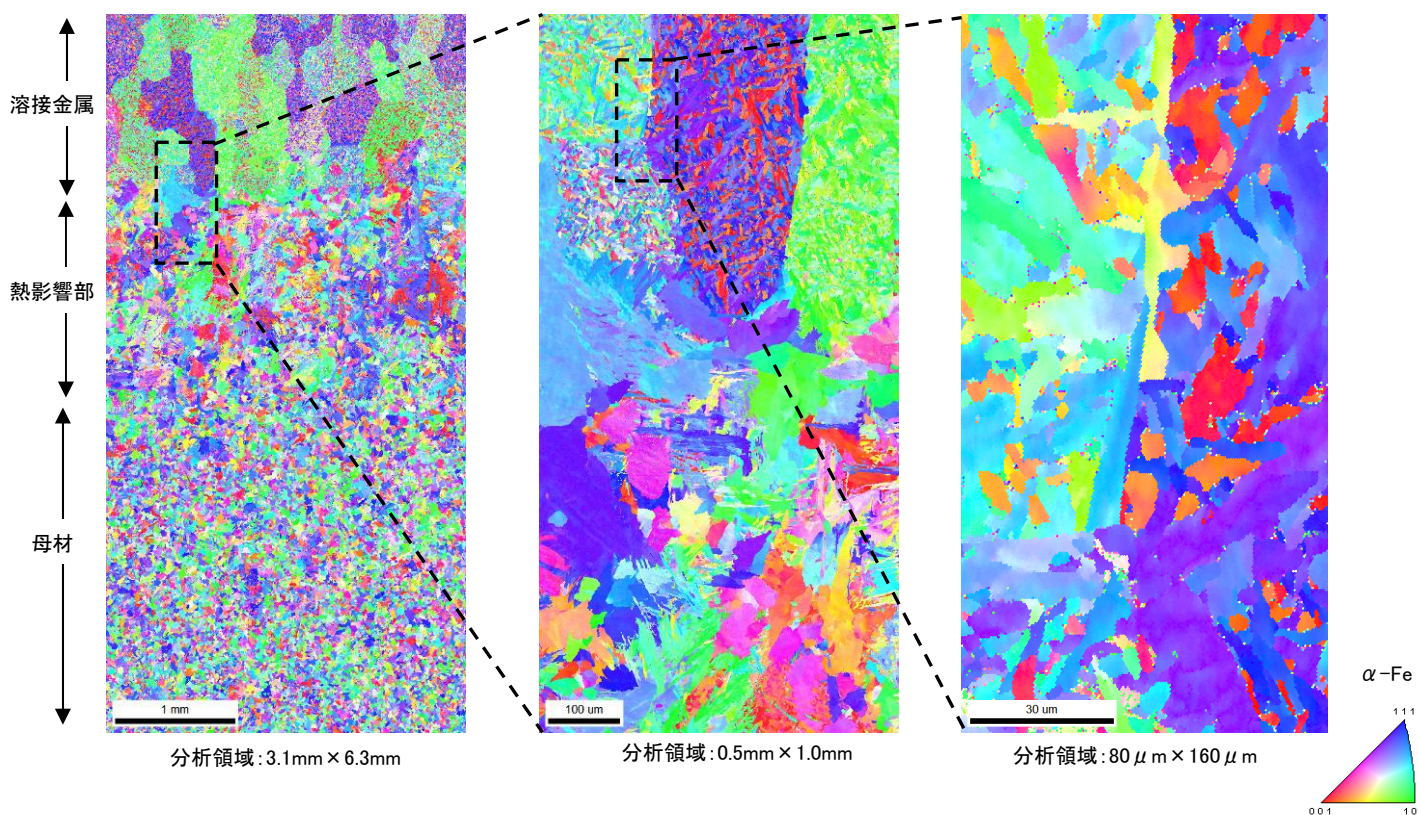 溶接金属
熱影響部
母材
1 mm
100 um
30 um
分析領域:3.1mm×6.3mm
分析領域:0.5mm×1.0mm
分析領域:80μm×160μm
α-Fe
111
001
10